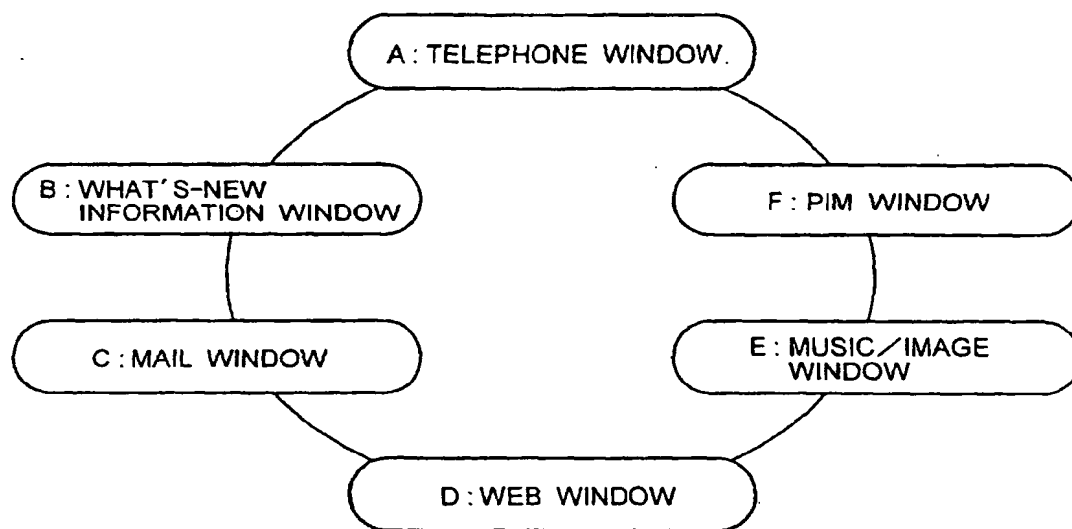 A : TELEPHONE WINDOW.
B : WHAT'S-NEW
INFORMATION WINDOW
F : PIM WINDOW
C : MAIL WINDOW
E : MUSIC/IMAGE
WINDOW
D : WEB WINDOW